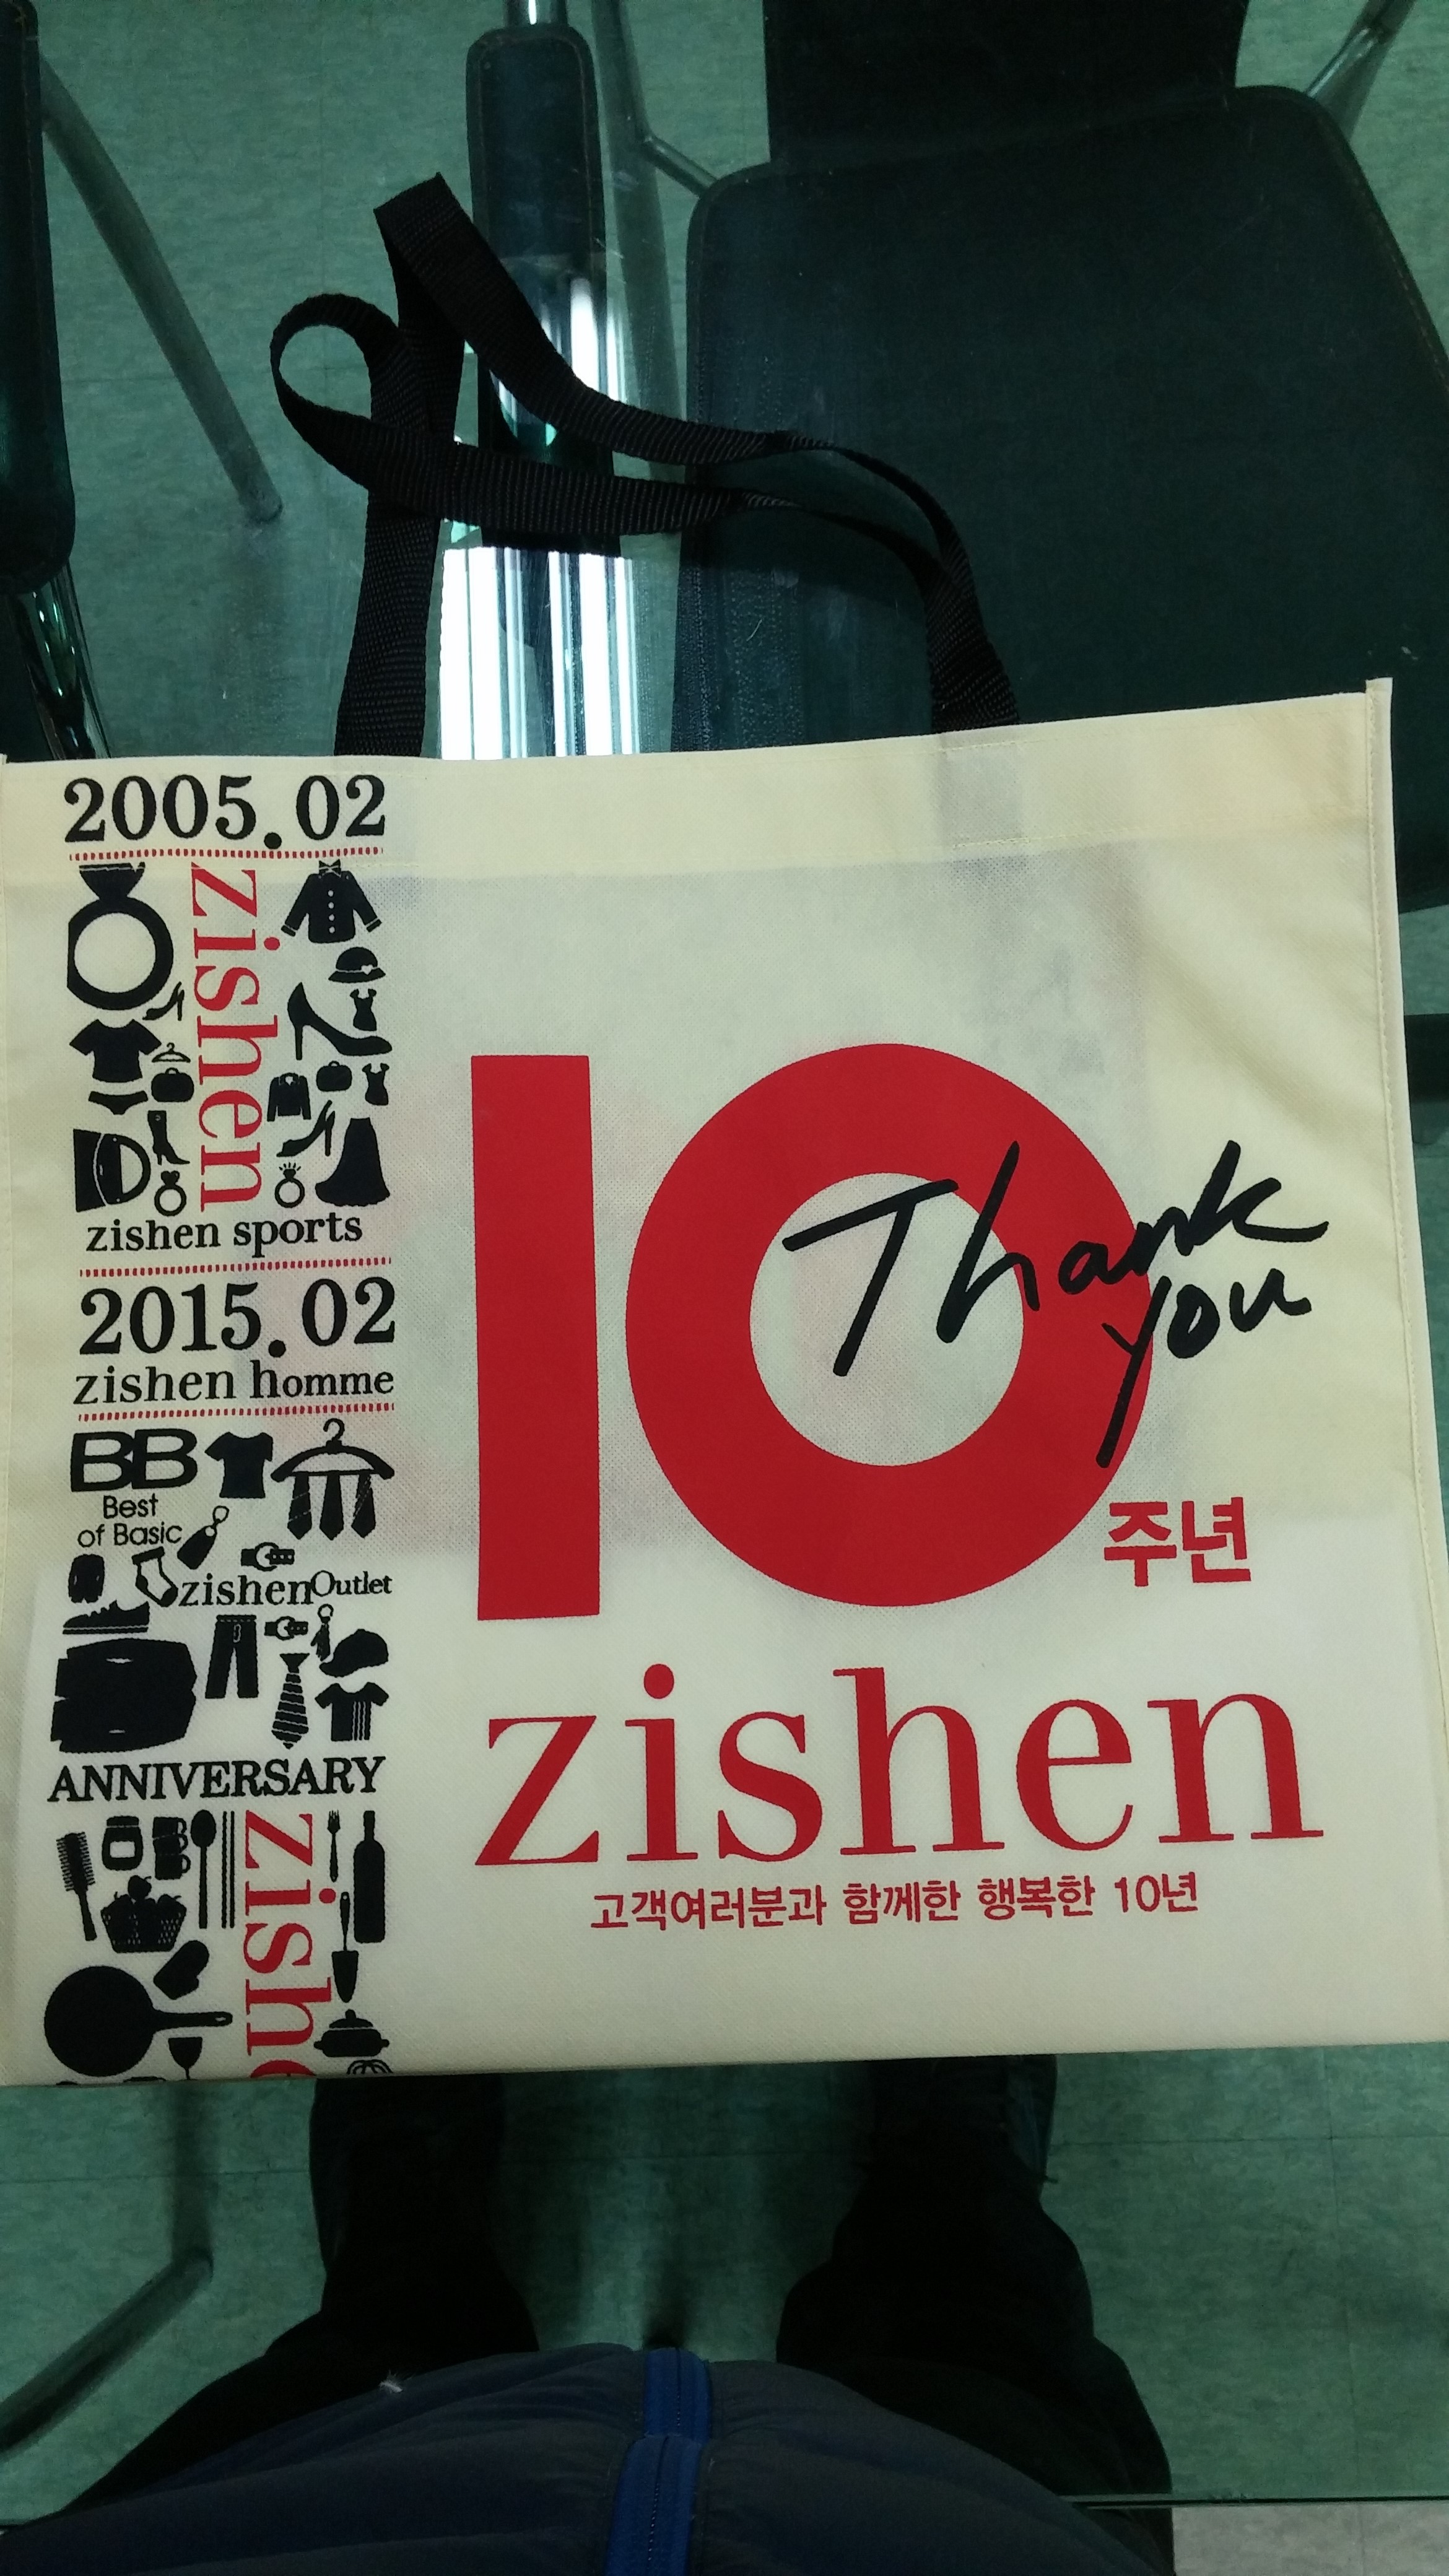 2005.02
zishen
zishen sports
2015.02
zishen homme
BB
Best
of Basic
zishen Outlet
ANNIVERSARY
zishe
10
Thank
you
주년
zishen
고객여러분과 함께한 행복한 10년